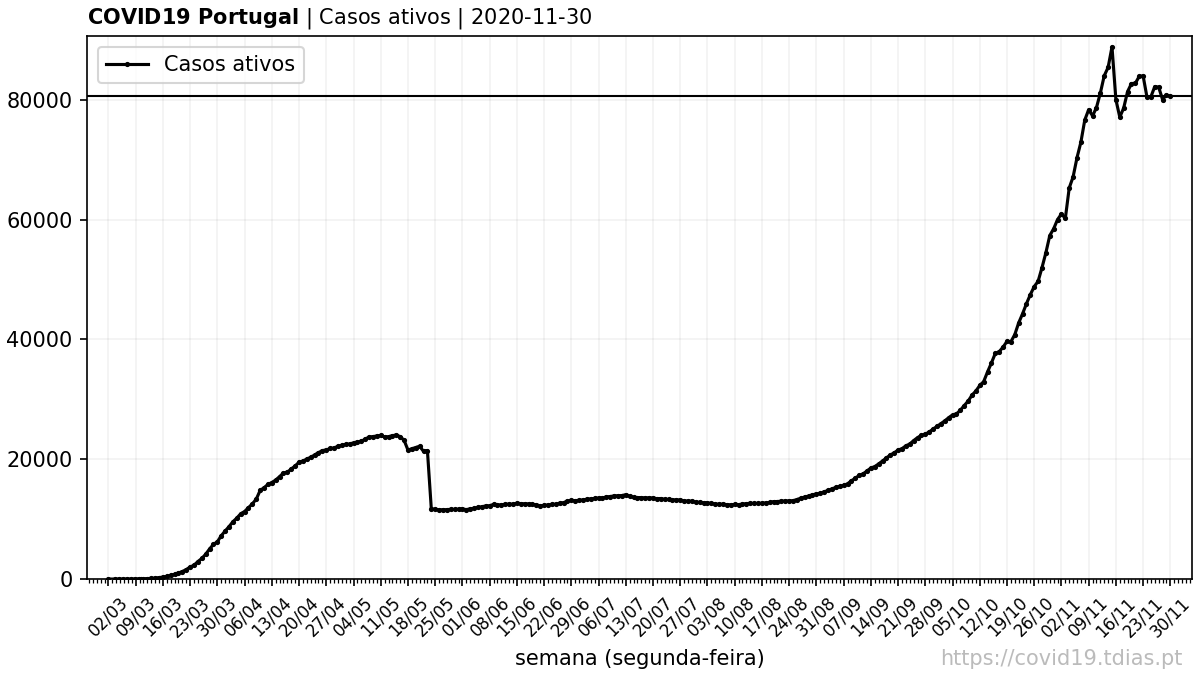 COVID19 Portugal | Casos ativos | 2020-11-30
Casos ativos
80000
60000
40000
20000
0
02/03 09/03 16/03 23/03 30/03 06/04 13/04 20/04 27/04 04/05 11/05 18/05 25/05 01/06 08/06 15/06 22/06 29/06 06/07 13/07 20/07 27/07 03/08 10/08 17/08 24/08 31/08 07/09 14/09 21/09 28/09 05/10 12/10 19/10 26/10 02/11 09/11 16/11 23/11 30/11
semana (segunda-feira)
https://covid19.tdias.pt